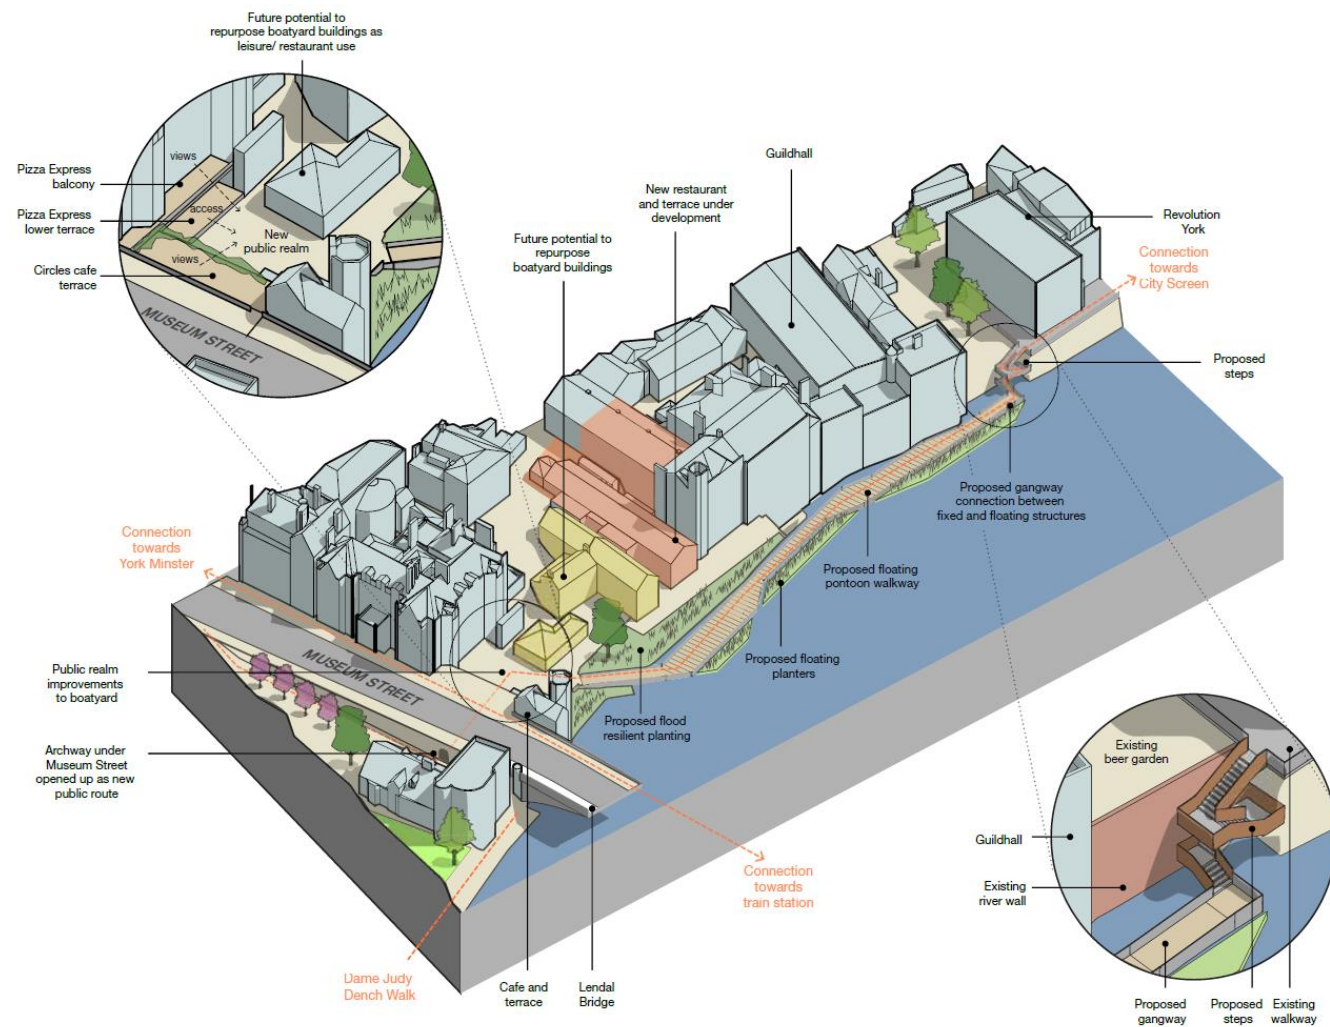 Future potential to
repurpose boatyard buildings as
leisure/ restaurant use
views
Pizza Express
balcony
access
Pizza Express
lower terrace
New
public realm
views
Circles cafe
terrace
MUSEUM STREET
Guildhall
New restaurant
and terrace under
development
Future potential to
repurpose
boatyard buildings
Revolution
York
Connection
towards
City Screen
Proposed
steps
Proposed gangway
connection between
fixed and floating structures
Connection
towards
York Minster
Proposed floating
pontoon walkway
Proposed floating
planters
MUSEUM STREET
Public realm
improvements
to boatyard
Proposed flood
resilient planting
Archway under
Museum Street
opened up as new
public route
Connection
towards
train station
Dame Judy
Dench Walk
Cafe and
terrace
Lendal
Bridge
Existing
beer garden
Guildhall
Existing
river wall
Proposed
gangway
Proposed
steps
Existing
walkway